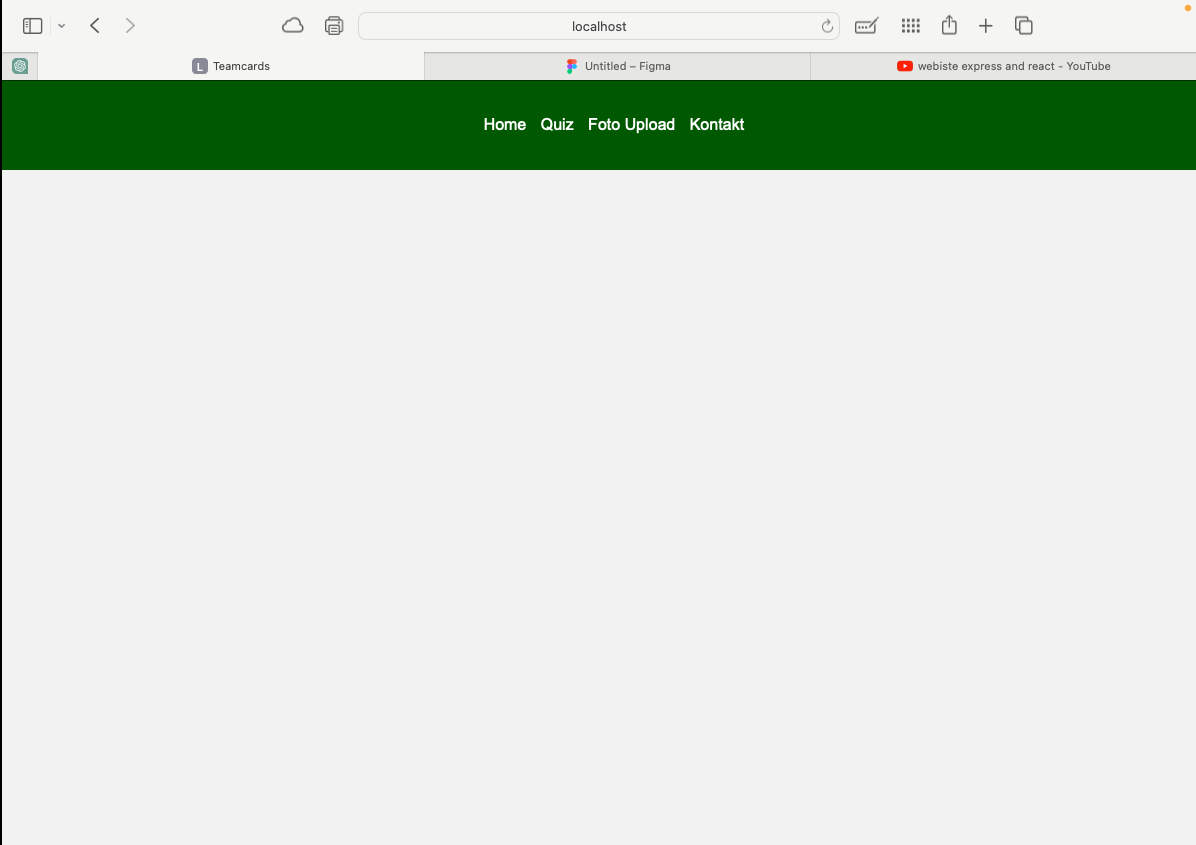 localhost
L Teamcards
Untitled – Figma
webiste express and react - YouTube
Home Quiz Foto Upload Kontakt